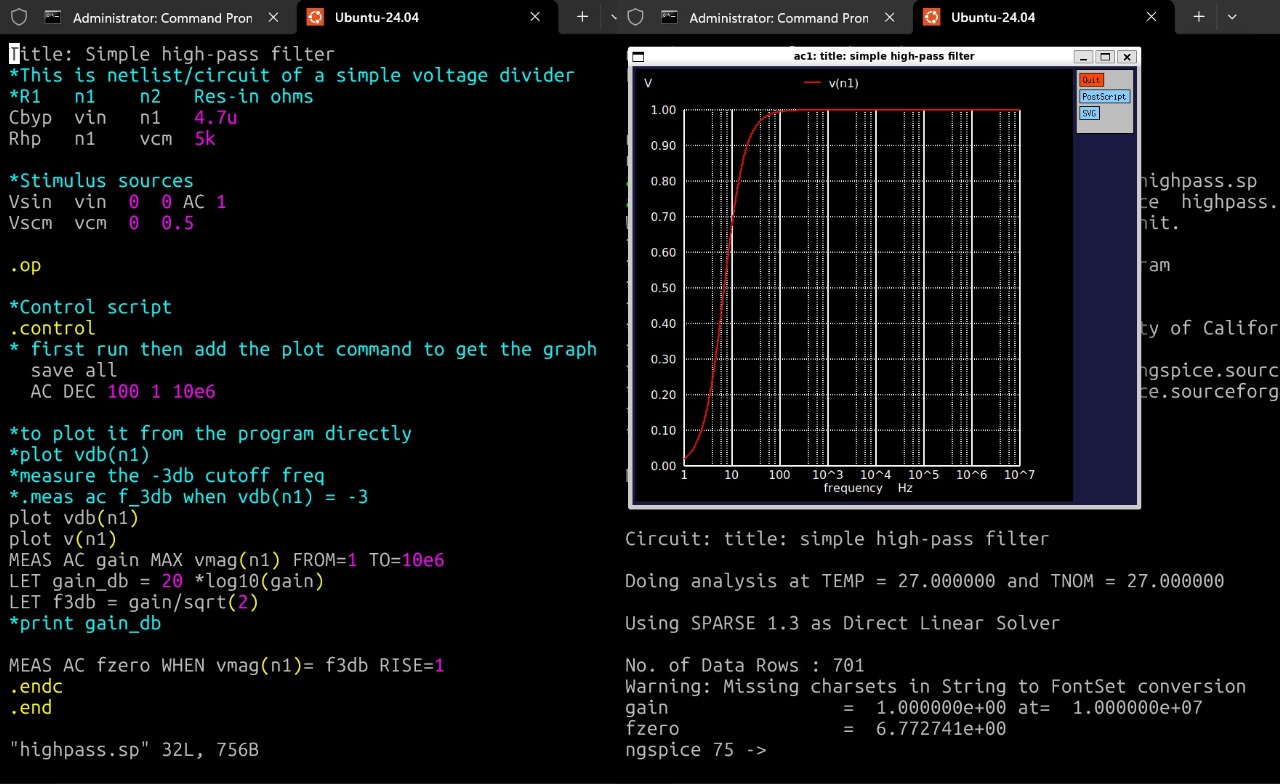 Administrator: Command Pron
Ubuntu-24.04
Administrator: Command Pron
Ubuntu-24.04
Title: Simple high-pass filter
*This is netlist/circuit of a simple voltage divider
*R1 n1 n2 Res-in ohms
Cbyp vin n1 4.7u
Rhp n1 vcm 5k
*Stimulus sources
Vsin vin 0 0 AC 1
Vscm vcm 0 0.5
.op
*Control script
.control
* first run then add the plot command to get the graph
save all
AC DEC 100 1 10e6
*to plot it from the program directly
*plot vdb(n1)
*measure the -3db cutoff freq
*.meas ac f_3db when vdb(n1) = -3
plot vdb(n1)
plot v(n1)
MEAS AC gain MAX vmag(n1) FROM=1 TO=10e6
LET gain_db = 20 *log10(gain)
LET f3db = gain/sqrt(2)
*print gain_db
MEAS AC fzero WHEN vmag(n1)= f3db RISE=1
.endc
.end
"highpass.sp" 32L, 756B
ac1: title: simple high-pass filter
V
v(n1)
Quit
PostScript
SVG
1.00
0.90
0.80
0.70
0.60
0.50
0.40
0.30
0.20
0.10
0.00
1 10 100 10^3 10^4 10^5 10^6 10^7
frequency Hz
highpass.sp
ce highpass.
nit.
ram
ty of Califor
ngspice.sourc
ce.sourceforg
Circuit: title: simple high-pass filter
Doing analysis at TEMP = 27.000000 and TNOM = 27.000000
Using SPARSE 1.3 as Direct Linear Solver
No. of Data Rows : 701
Warning: Missing charsets in String to FontSet conversion
gain = 1.000000e+00 at= 1.000000e+07
fzero = 6.772741e+00
ngspice 75 ->